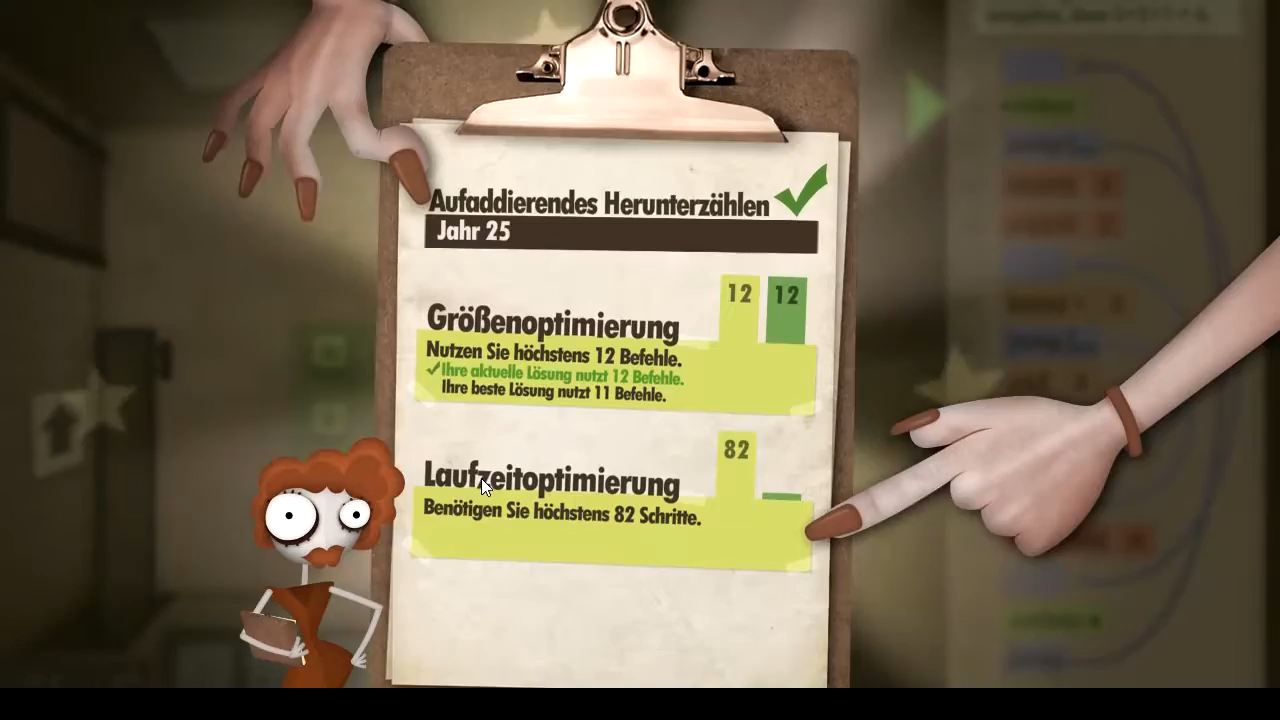 Aufaddierendes Herunterzählen
Jahr 25
12 12
Größenoptimierung
Nutzen Sie höchstens 12 Befehle.
Ihre aktuelle Lösung nutzt 12 Befehle.
Ihre beste Lösung nutzt 11 Befehle.
82
Laufzeitoptimierung
Benötigen Sie höchstens 82 Schritte.